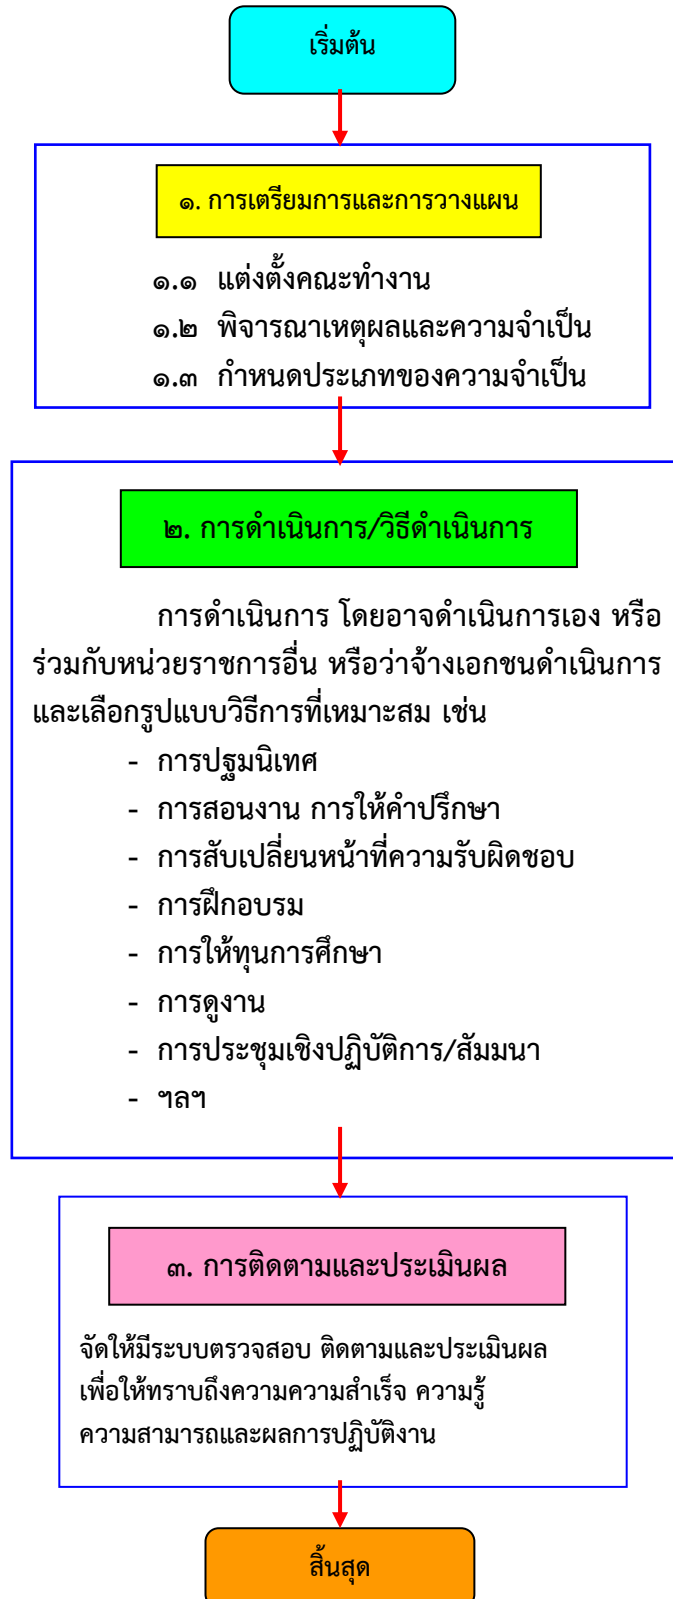 เริ่มต้น
๑. การเตรียมการและการวางแผน
๑.๑ แต่งตั้งคณะทำงาน
๑.๒ พิจารณาเหตุผลและความจำเป็น
๑.๓ กำหนดประเภทของความจำเป็น
๒. การดำเนินการ/วิธีดำเนินการ
การดำเนินการ โดยอาจดำเนินการเอง หรือ
ร่วมกับหน่วยราชการอื่น หรือว่าจ้างเอกชนดำเนินการ
และเลือกรูปแบบวิธีการที่เหมาะสม เช่น
- การปฐมนิเทศ
- การสอนงาน การให้คำปรึกษา
- การสับเปลี่ยนหน้าที่ความรับผิดชอบ
- การฝึกอบรม
- การให้ทุนการศึกษา
- การดูงาน
- การประชุมเชิงปฏิบัติการ/สัมมนา
- ฯลฯ
๓. การติดตามและประเมินผล
จัดให้มีระบบตรวจสอบ ติดตามและประเมินผล
เพื่อให้ทราบถึงความความสำเร็จ ความรู้
ความสามารถและผลการปฏิบัติงาน
สิ้นสุด